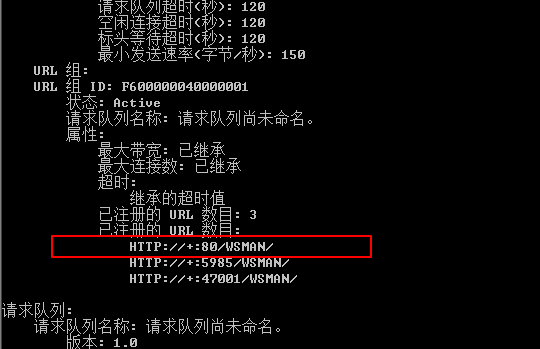 请求队列超时(秒): 120
空闲连接超时(秒): 120
标头等待超时(秒): 120
最小发送速率(字节/秒): 150
URL 组:
URL 组 ID: F600000040000001
状态: Active
请求队列名称: 请求队列尚未命名。
属性:
最大带宽: 已继承
最大连接数: 已继承
超时:
继承的超时值
已注册的 URL 数目: 3
已注册的 URL 数目:
HTTP://+:80/WSMAN/
HTTP://+:5985/WSMAN/
HTTP://+:47001/WSMAN/
请求队列:
请求队列名称: 请求队列尚未命名。
版本: 1.0